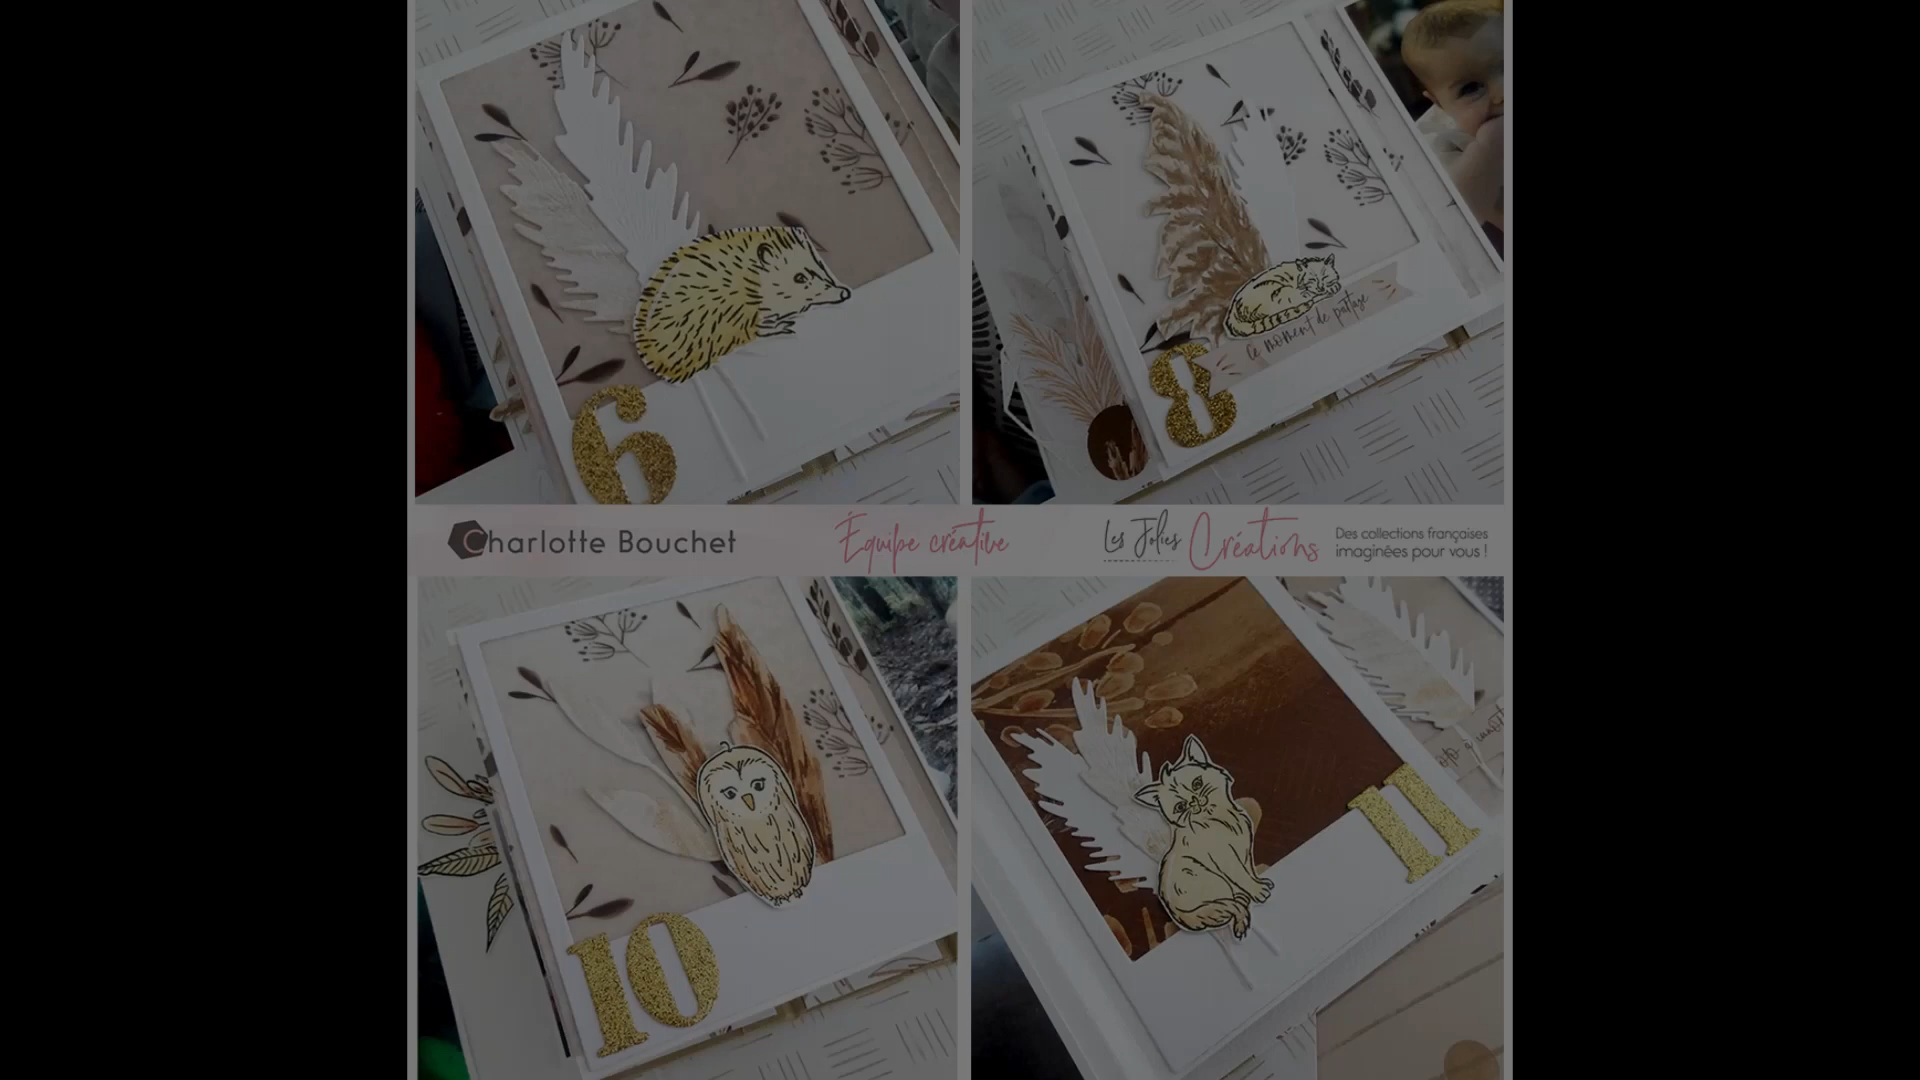 6
8
Ce moment de partage
Charlotte Bouchet
Équipe créative
Les Jolies Créations
Des collections françaises
imaginées pour vous !
10
11